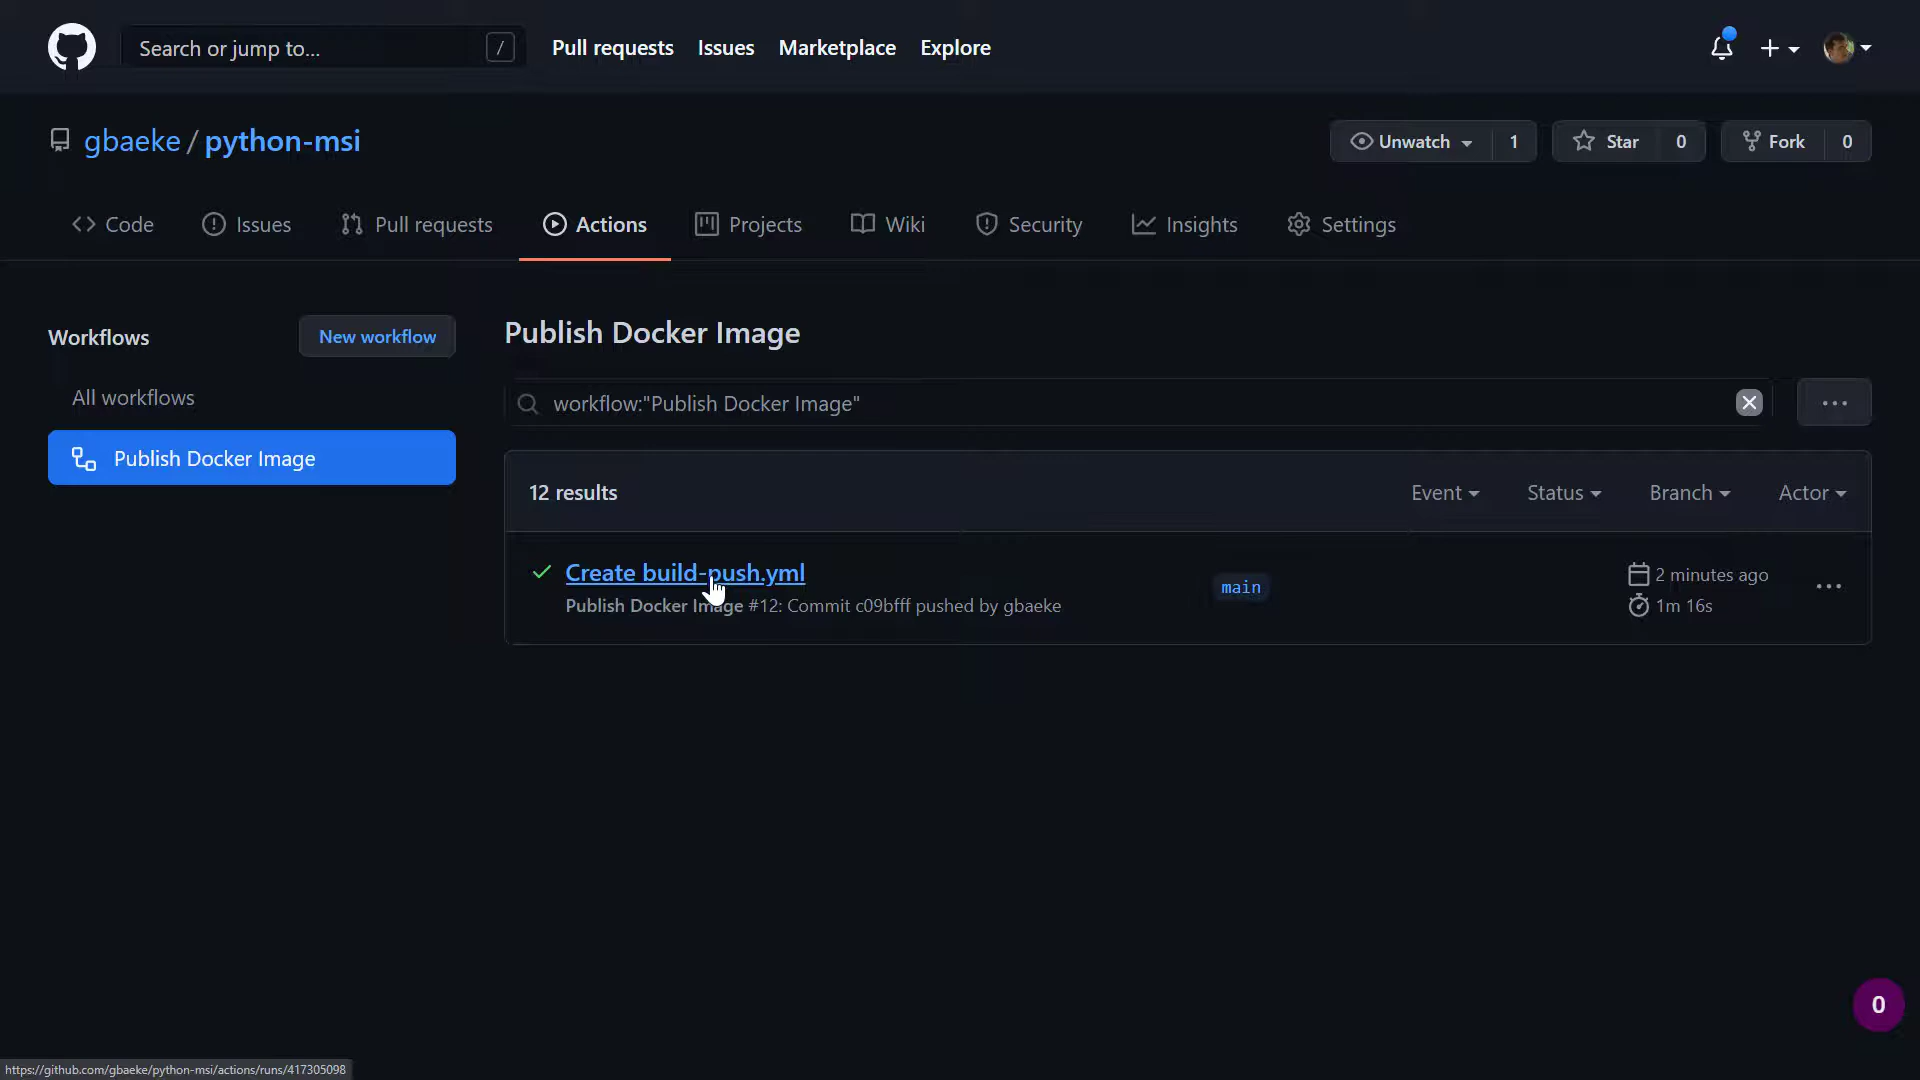 Search or jump to... /
Pull requests Issues Marketplace Explore
gbaeke / python-msi
Unwatch 1 Star 0 Fork 0
Code Issues Pull requests Actions Projects Wiki Security Insights Settings
Workflows
New workflow
All workflows
Publish Docker Image
Publish Docker Image
workflow:"Publish Docker Image"
12 results
Event Status Branch Actor
Create build-push.yml
Publish Docker Image #12: Commit c09bfff pushed by gbaeke
main
2 minutes ago
1m 16s
0
https://github.com/gbaeke/python-msi/actions/runs/417305098